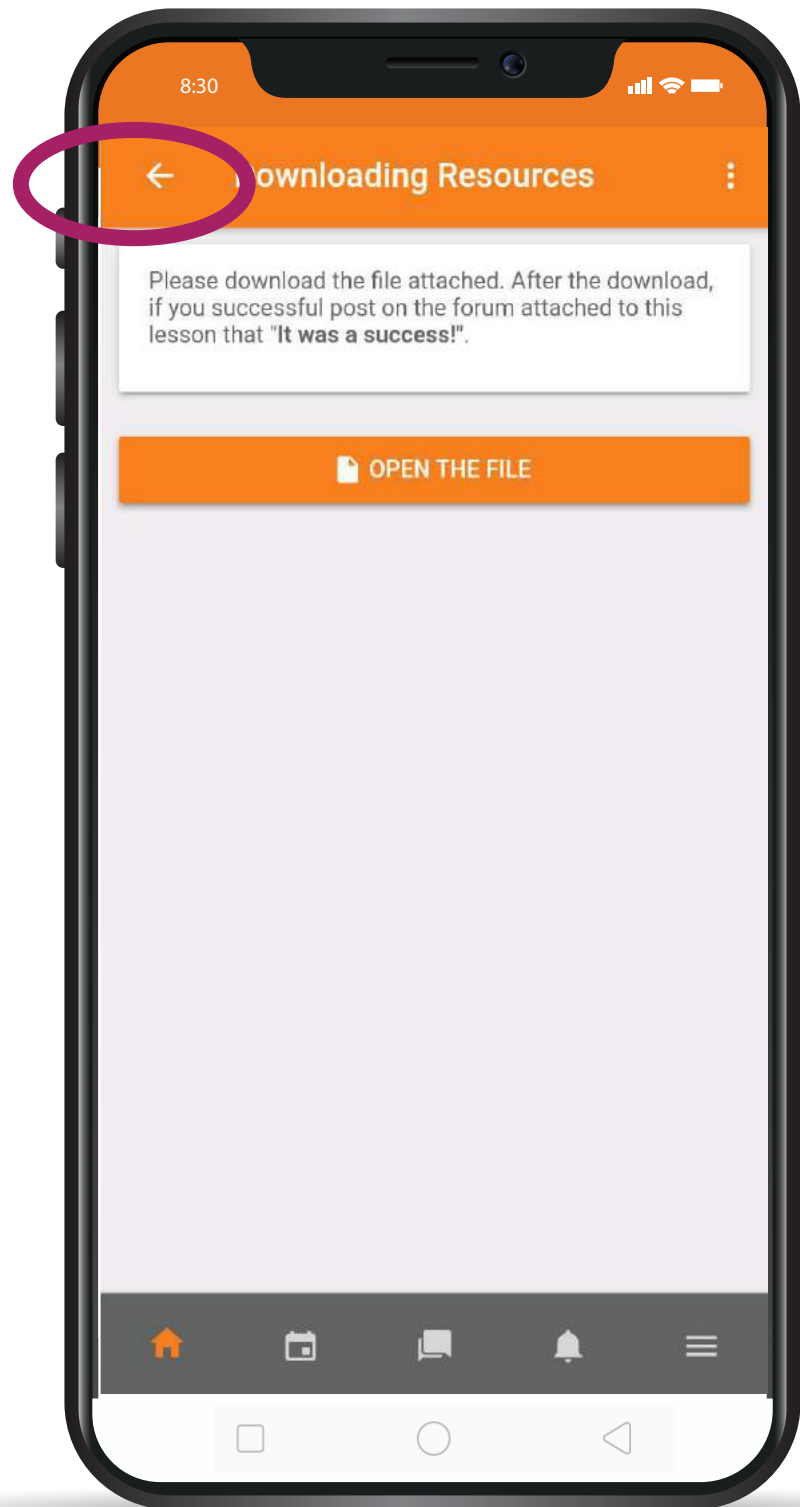 8:30
Downloading Resources
Please download the file attached. After the download,
if you successful post on the forum attached to this
lesson that "It was a success!".
OPEN THE FILE